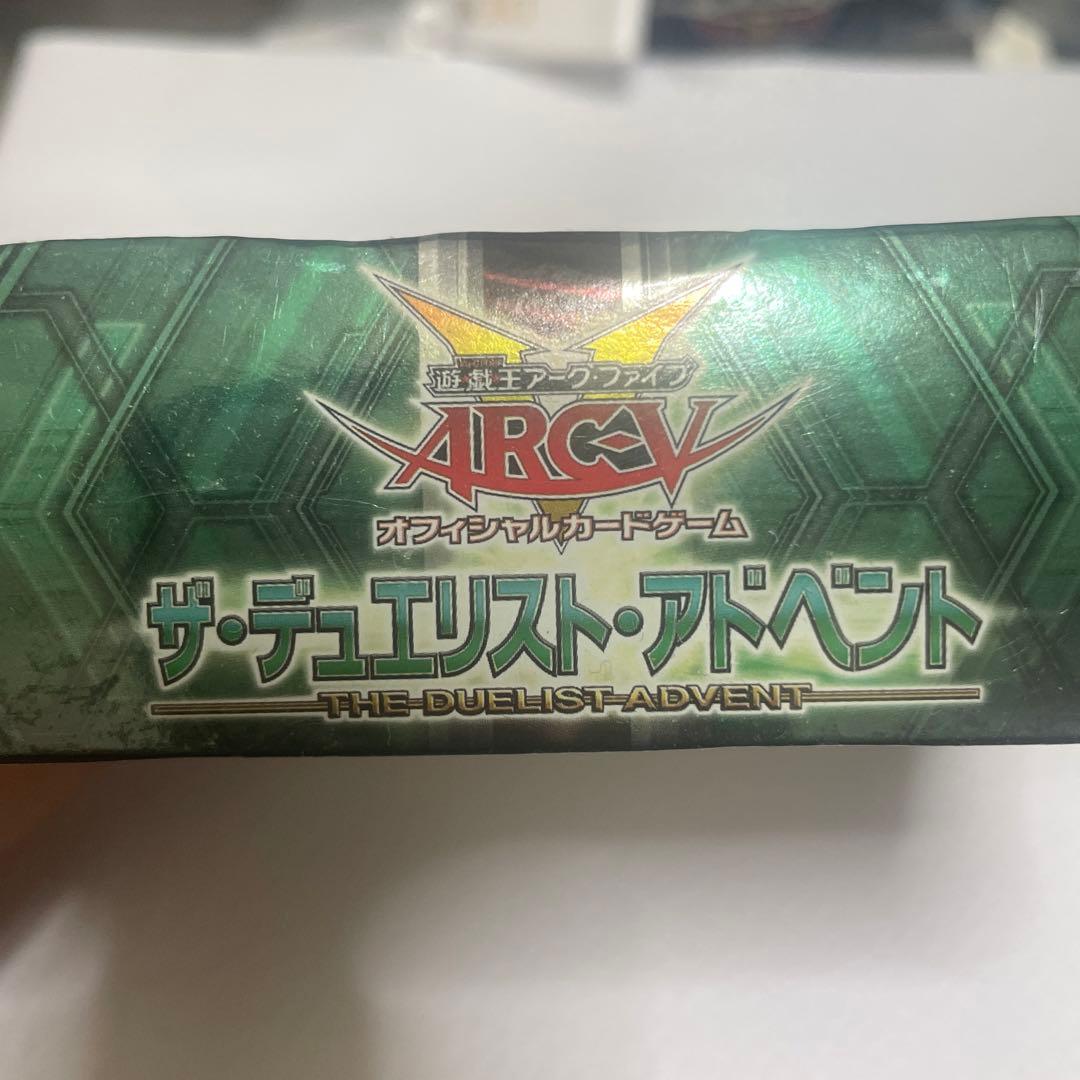 遊☆戯☆王アーク・ファイブ
ARC-V
オフィシャルカードゲーム
ザ・デュエリスト・アドベント
THE DUELIST ADVENT